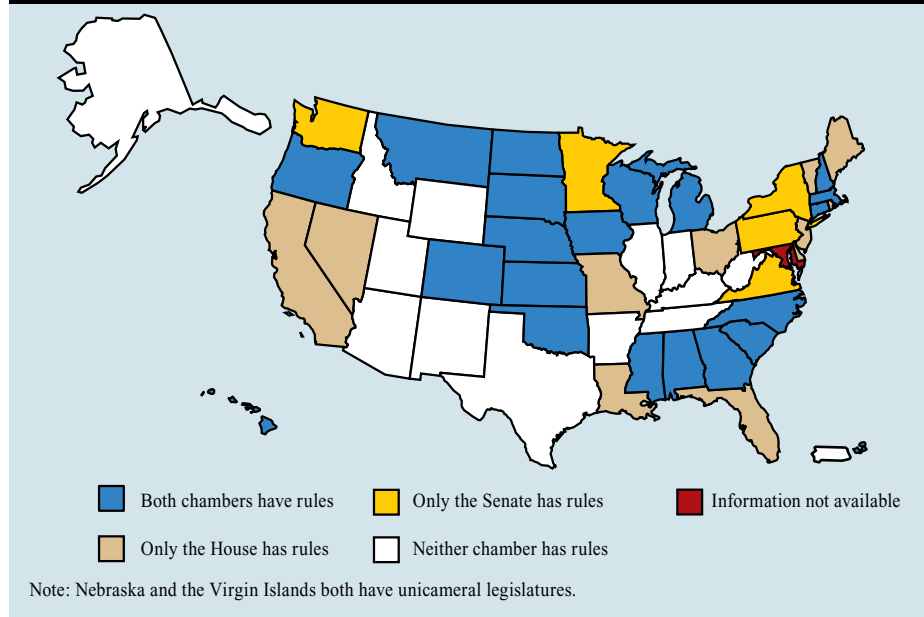 Both chambers have rules
Only the Senate has rules
Information not available
Only the House has rules
Neither chamber has rules
Note: Nebraska and the Virgin Islands both have unicameral legislatures.